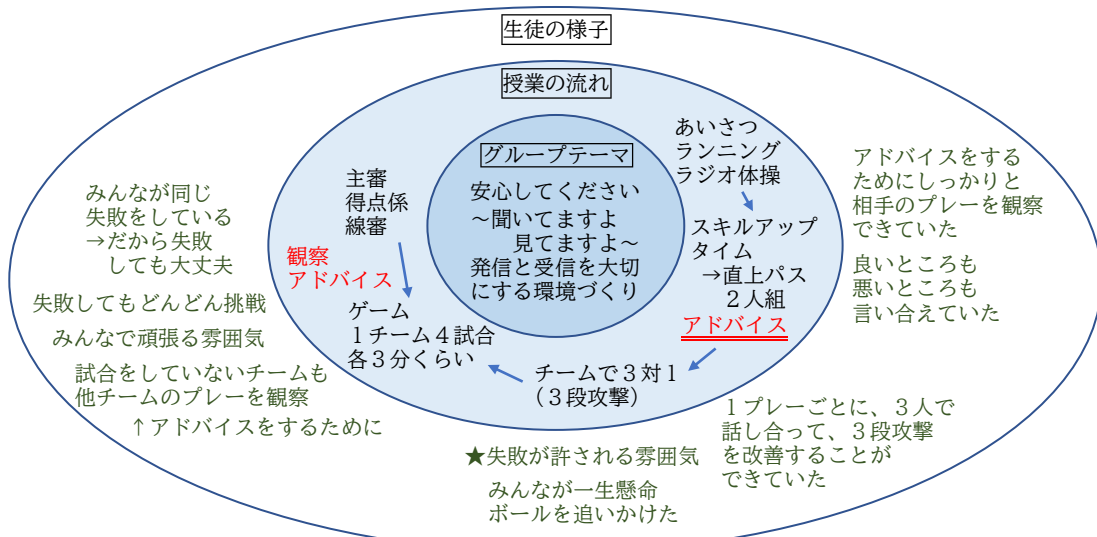 生徒の様子
授業の流れ
グループテーマ
安心してください
～聞いてますよ
見てますよ～
発信と受信を大切
にする環境づくり
あいさつ
ランニング
ラジオ体操
スキルアップ
タイム
→直上パス
２人組
アドバイス
チームで３対１
（３段攻撃）
主審
得点係
線審
観察
アドバイス
ゲーム
１チーム４試合
各３分くらい
アドバイスをする
ためにしっかりと
相手のプレーを観察
できていた
良いところも
悪いところも
言い合えていた
１プレーごとに、３人で
話し合って、３段攻撃
を改善することが
できていた
★失敗が許される雰囲気
みんなが一生懸命
ボールを追いかけた
みんなが同じ
失敗をしている
→だから失敗
しても大丈夫
失敗してもどんどん挑戦
みんなで頑張る雰囲気
試合をしていないチームも
他チームのプレーを観察
↑アドバイスをするために